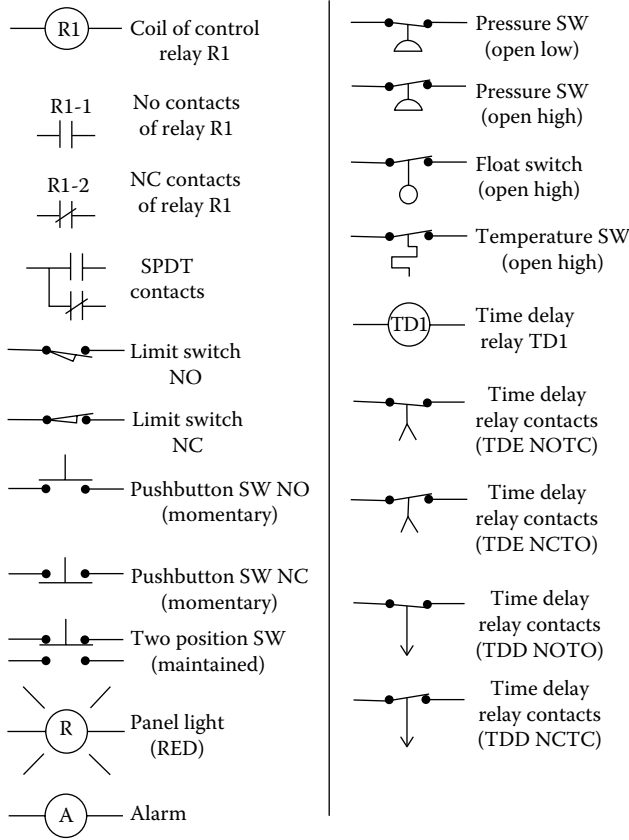 R1
Coil of control
relay R1
R1-1
No contacts
of relay R1
R1-2
NC contacts
of relay R1
SPDT
contacts
Limit switch
NO
Limit switch
NC
Pushbutton SW NO
(momentary)
Pushbutton SW NC
(momentary)
Two position SW
(maintained)
R
Panel light
(RED)
A
Alarm
Pressure SW
(open low)
Pressure SW
(open high)
Float switch
(open high)
Temperature SW
(open high)
TD1
Time delay
relay TD1
Time delay
relay contacts
(TDE NOTC)
Time delay
relay contacts
(TDE NCTO)
Time delay
relay contacts
(TDD NOTO)
Time delay
relay contacts
(TDD NCTC)